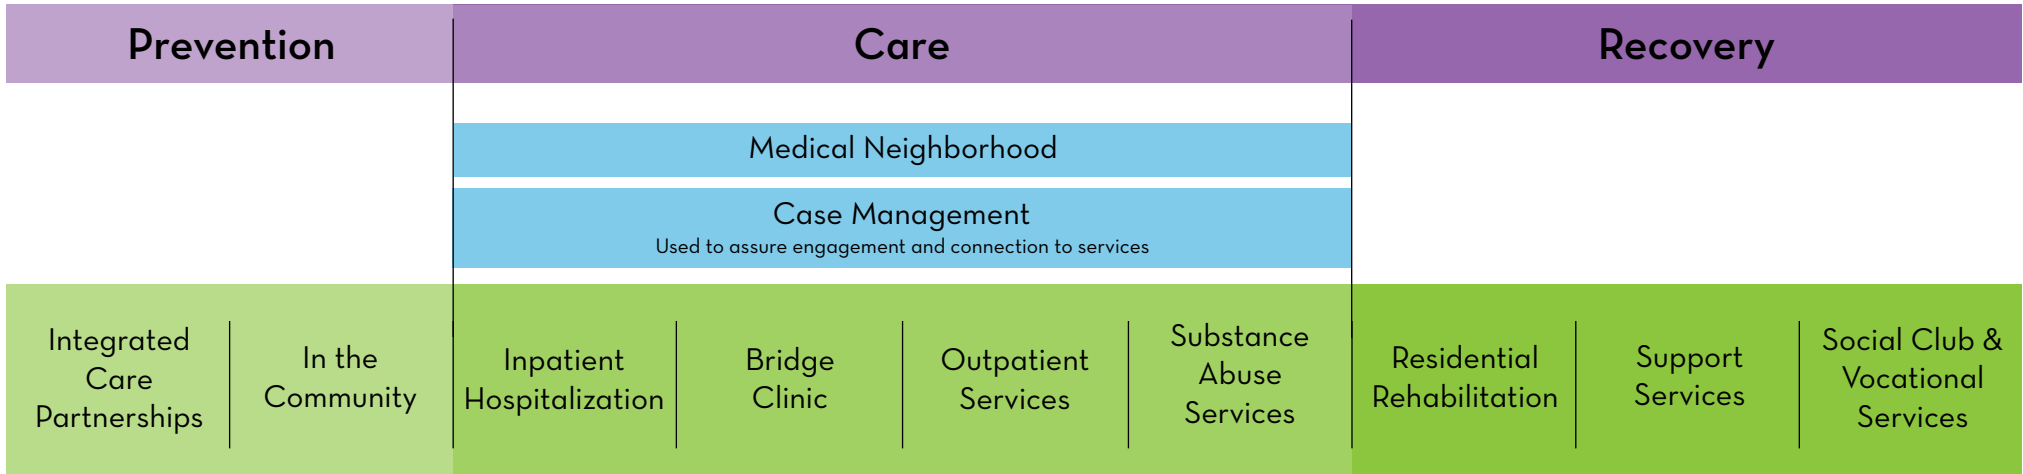 Prevention
Care
Recovery
Medical Neighborhood
Case Management
Used to assure engagement and connection to services
Integrated
Care
Partnerships
In the
Community
Inpatient
Hospitalization
Bridge
Clinic
Outpatient
Services
Substance
Abuse
Services
Residential
Rehabilitation
Support
Services
Social Club &
Vocational
Services